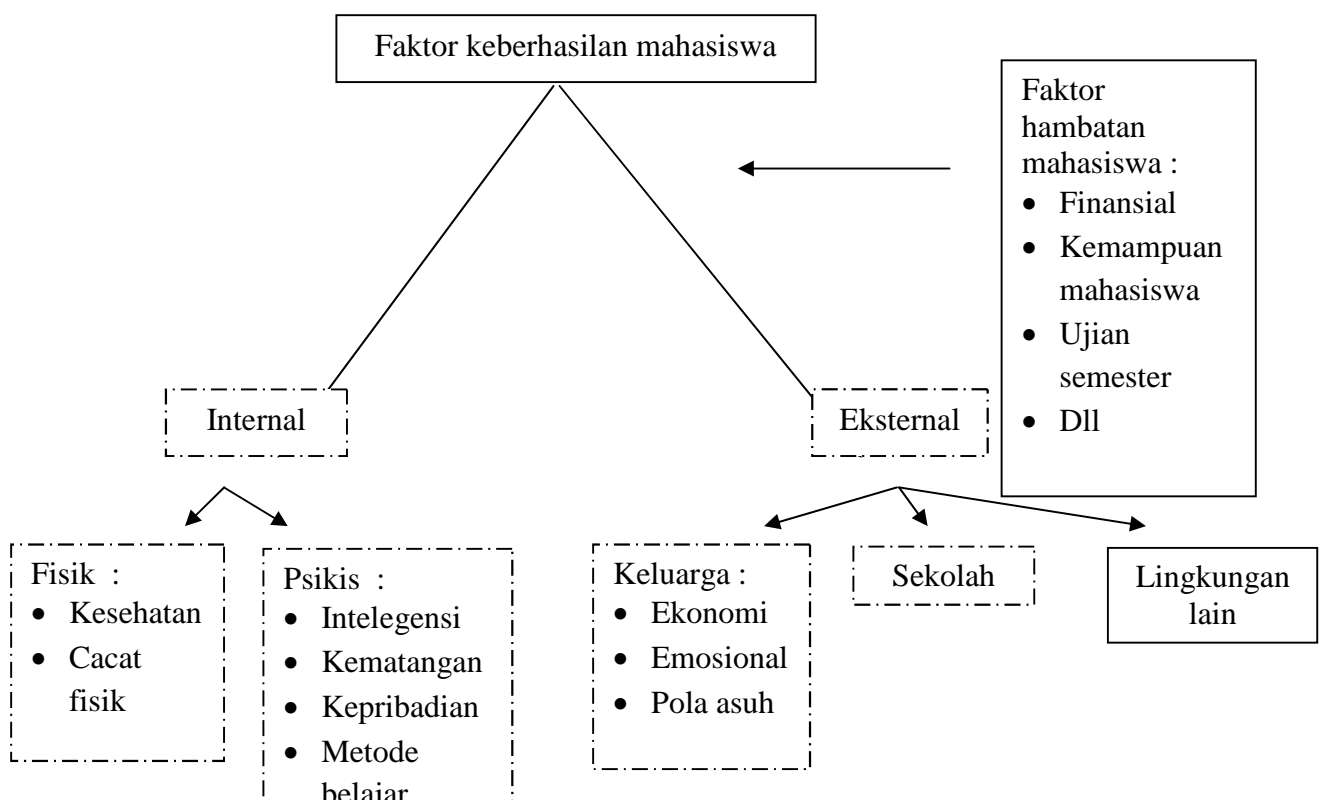 Faktor keberhasilan mahasiswa
Faktor
hambatan
mahasiswa :
• Finansial
• Kemampuan
mahasiswa
• Ujian
semester
• Dll
Internal
Eksternal
Fisik :
• Kesehatan
• Cacat
fisik
Psikis :
• Intelegensi
• Kematangan
• Kepribadian
• Metode
belajar
Keluarga :
• Ekonomi
• Emosional
• Pola asuh
Sekolah
Lingkungan
lain